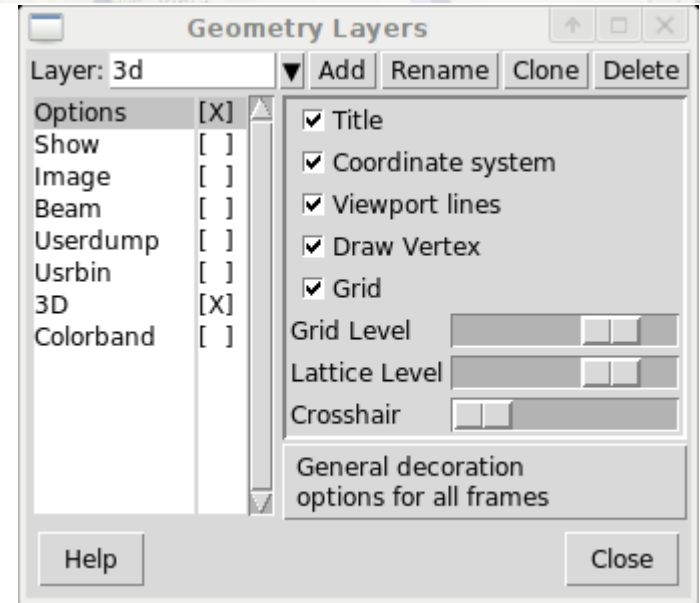 Geometry Layers
Layer: 3d Add Rename Clone Delete
Options [X]
Show [ ]
Image [ ]
Beam [ ]
Userdump [ ]
Usrbin [ ]
3D [X]
Colorband [ ]
Title
Coordinate system
Viewport lines
Draw Vertex
Grid
Grid Level
Lattice Level
Crosshair
General decoration
options for all frames
Help Close